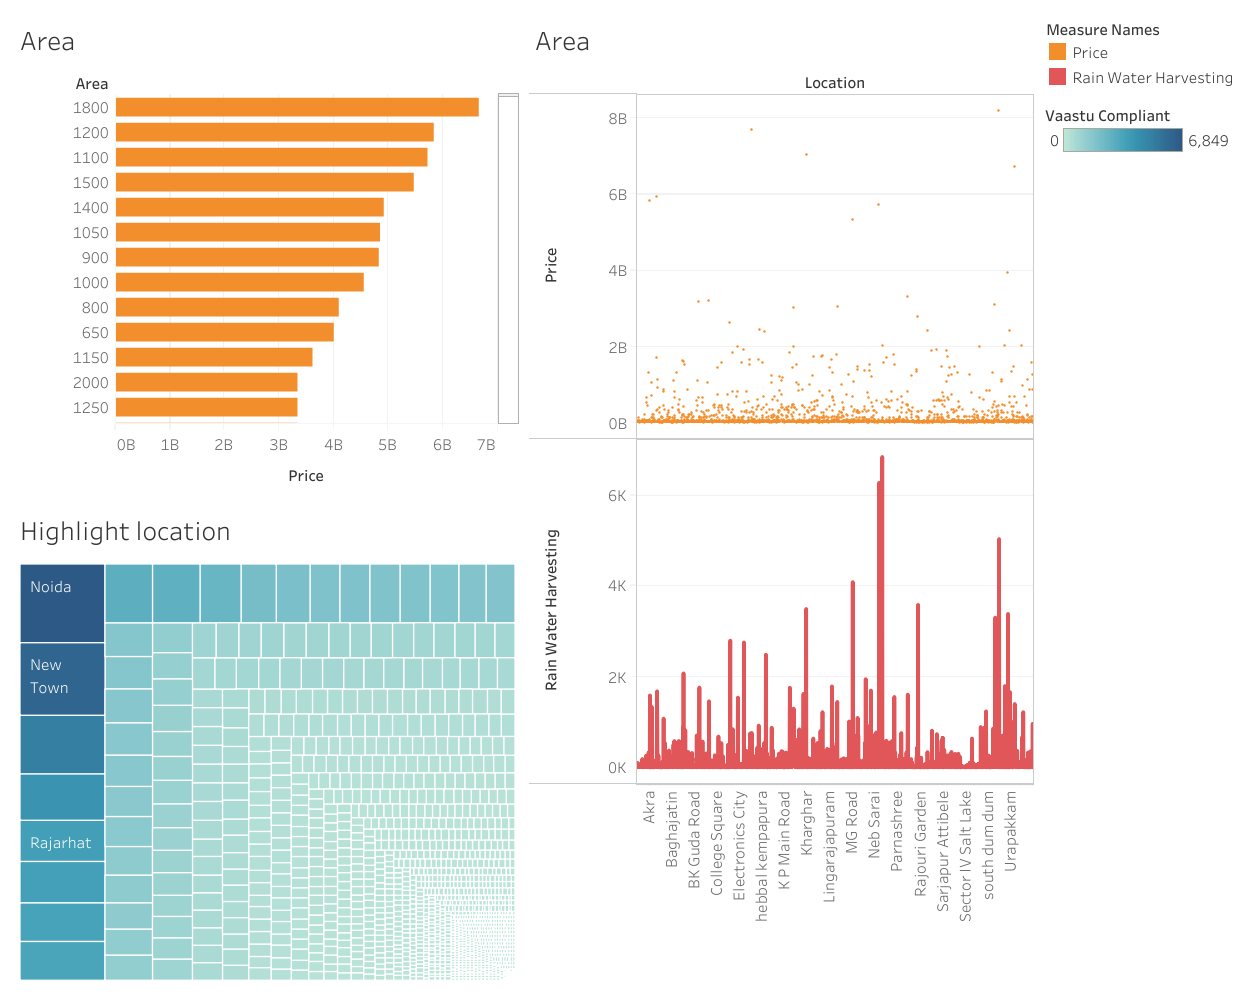 Area
Area
1800
1200
1100
1500
1400
1050
900
1000
800
650
1150
2000
1250
0B 1B 2B 3B 4B 5B 6B 7B
Price
Highlight location
Noida
New
Town
Rajarhat
Area
Location
8B
6B
4B
2B
0B
Price
6K
4K
2K
0K
Rain Water Harvesting
Akra
Baghajatin
BK Guda Road
College Square
Electronics City
hebbal kempapura
K P Main Road
Kharghar
Lingarajapuram
MG Road
Neb Sarai
Parnashree
Rajouri Garden
Sarjapur Attibele
Sector IV Salt Lake
south dum dum
Urapakkam
Measure Names
Price
Rain Water Harvesting
Vaastu Compliant
0 6,849